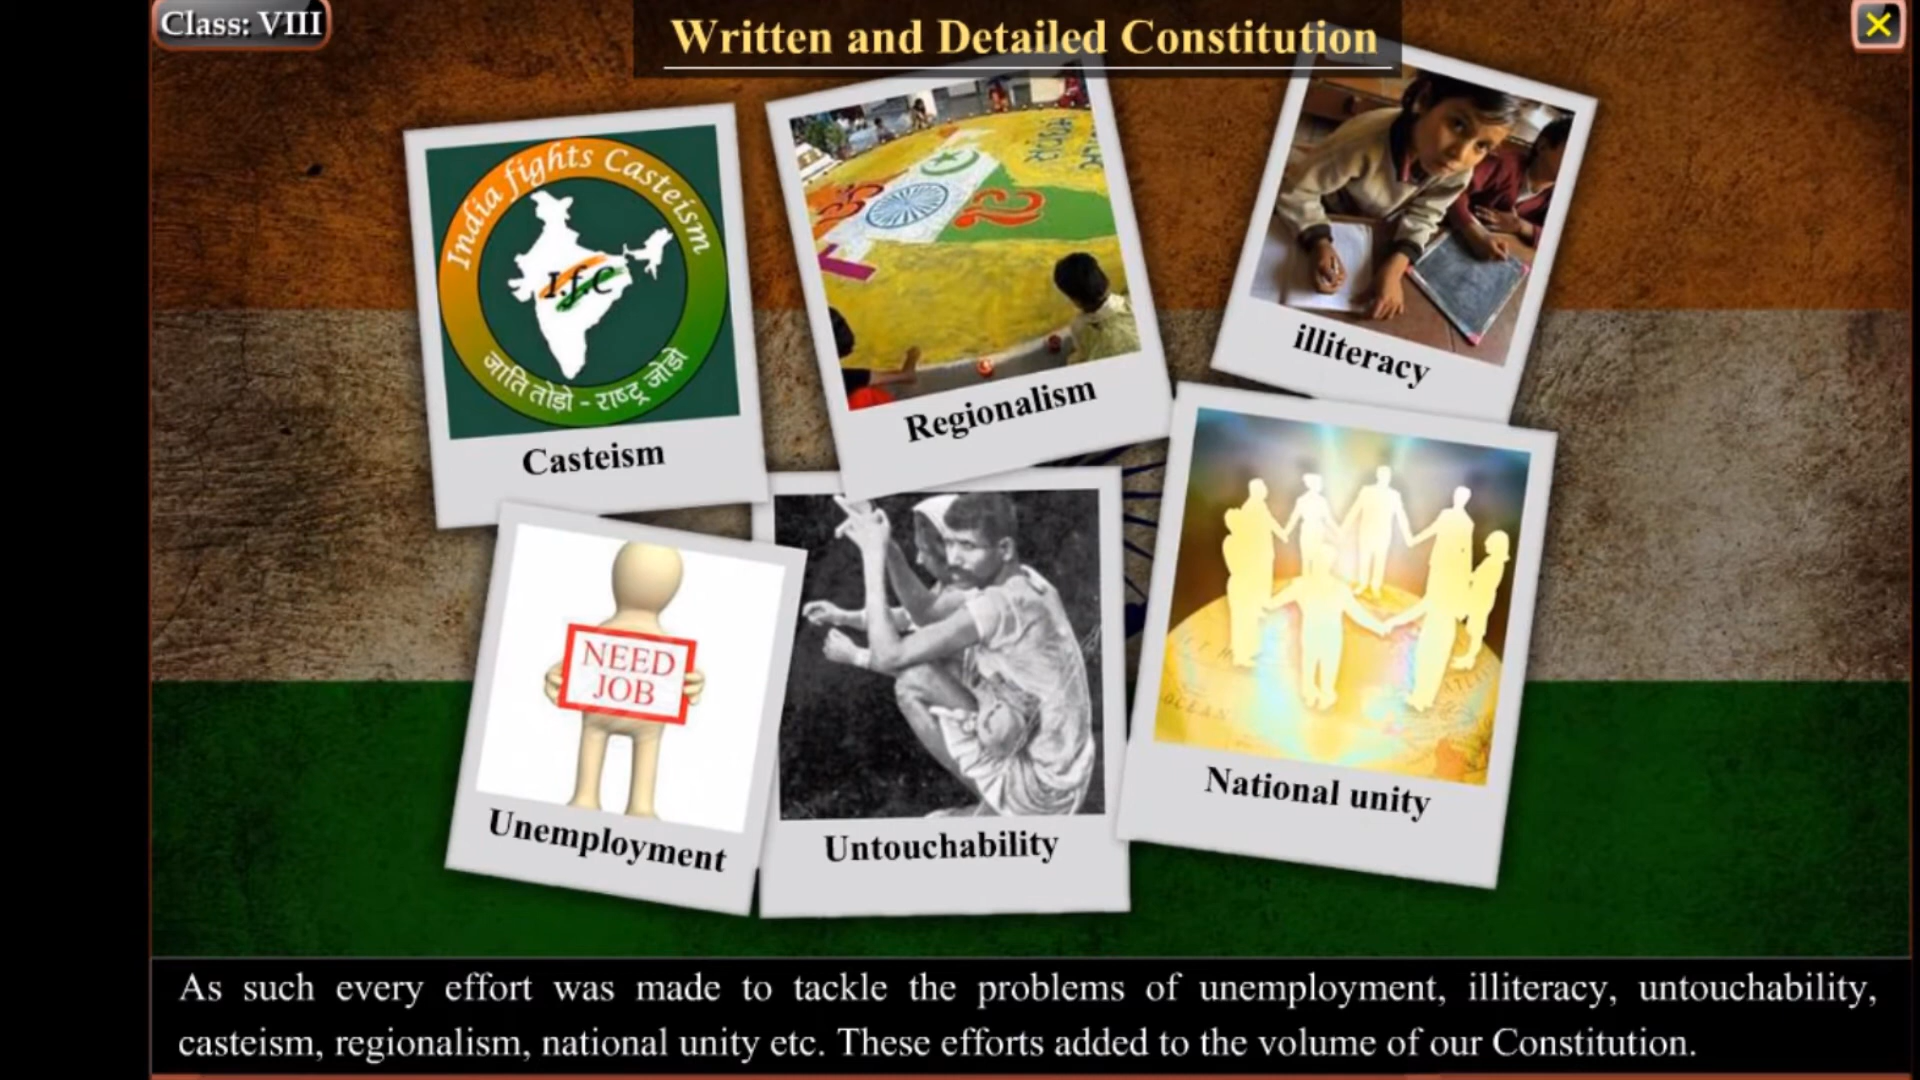 Class: VIII
Written and Detailed Constitution
India fights Casteism
I.f.C
जाति तोड़ो - राष्ट्र जोड़ो
Casteism
Regionalism
illiteracy
NEED
JOB
Unemployment
Untouchability
National unity
As such every effort was made to tackle the problems of unemployment, illiteracy, untouchability,
casteism, regionalism, national unity etc. These efforts added to the volume of our Constitution.